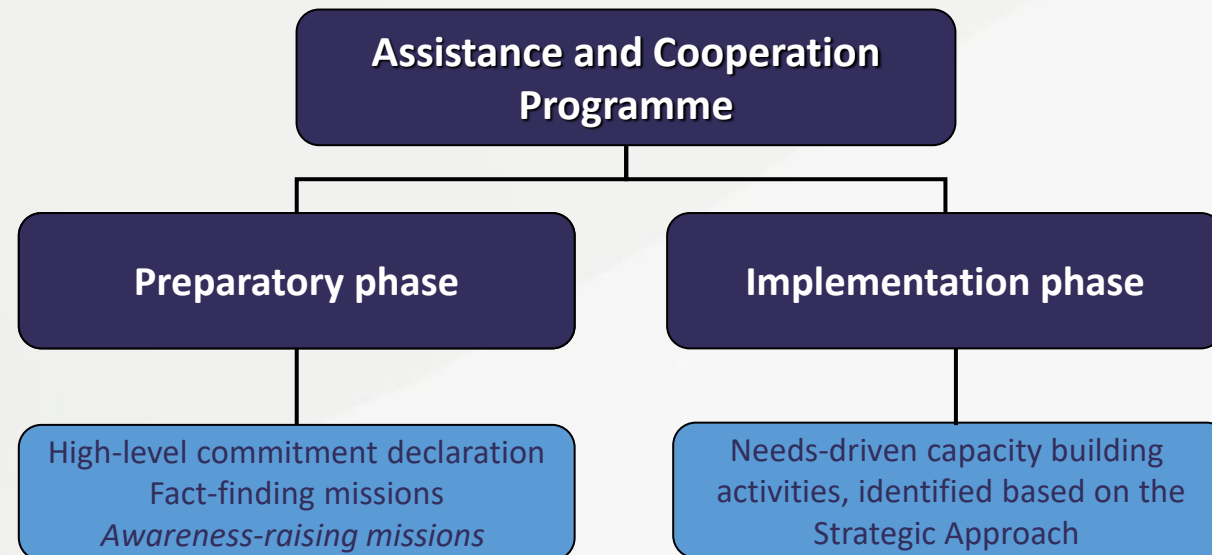 Assistance and Cooperation
Programme
Preparatory phase
Implementation phase
High-level commitment declaration
Fact-finding missions
Awareness-raising missions
Needs-driven capacity building
activities, identified based on the
Strategic Approach